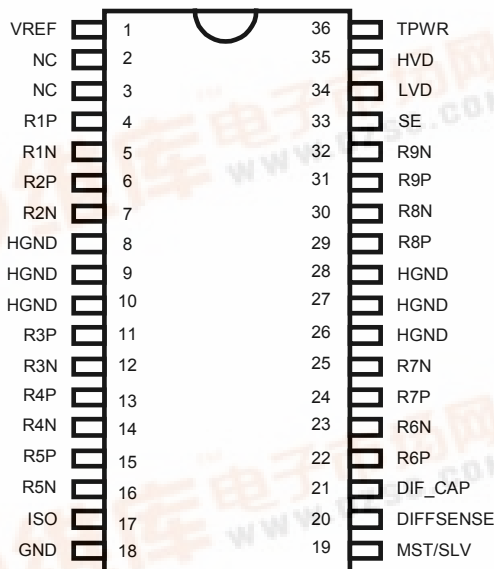 VREF 1 36 TPWR
NC 2 35 HVD
NC 3 34 LVD
R1P 4 33 SE
R1N 5 32 R9N
R2P 6 31 R9P
R2N 7 30 R8N
HGND 8 29 R8P
HGND 9 28 HGND
HGND 10 27 HGND
R3P 11 26 HGND
R3N 12 25 R7N
R4P 13 24 R7P
R4N 14 23 R6N
R5P 15 22 R6P
R5N 16 21 DIF_CAP
ISO 17 20 DIFFSENSE
GND 18 19 MST/SLV